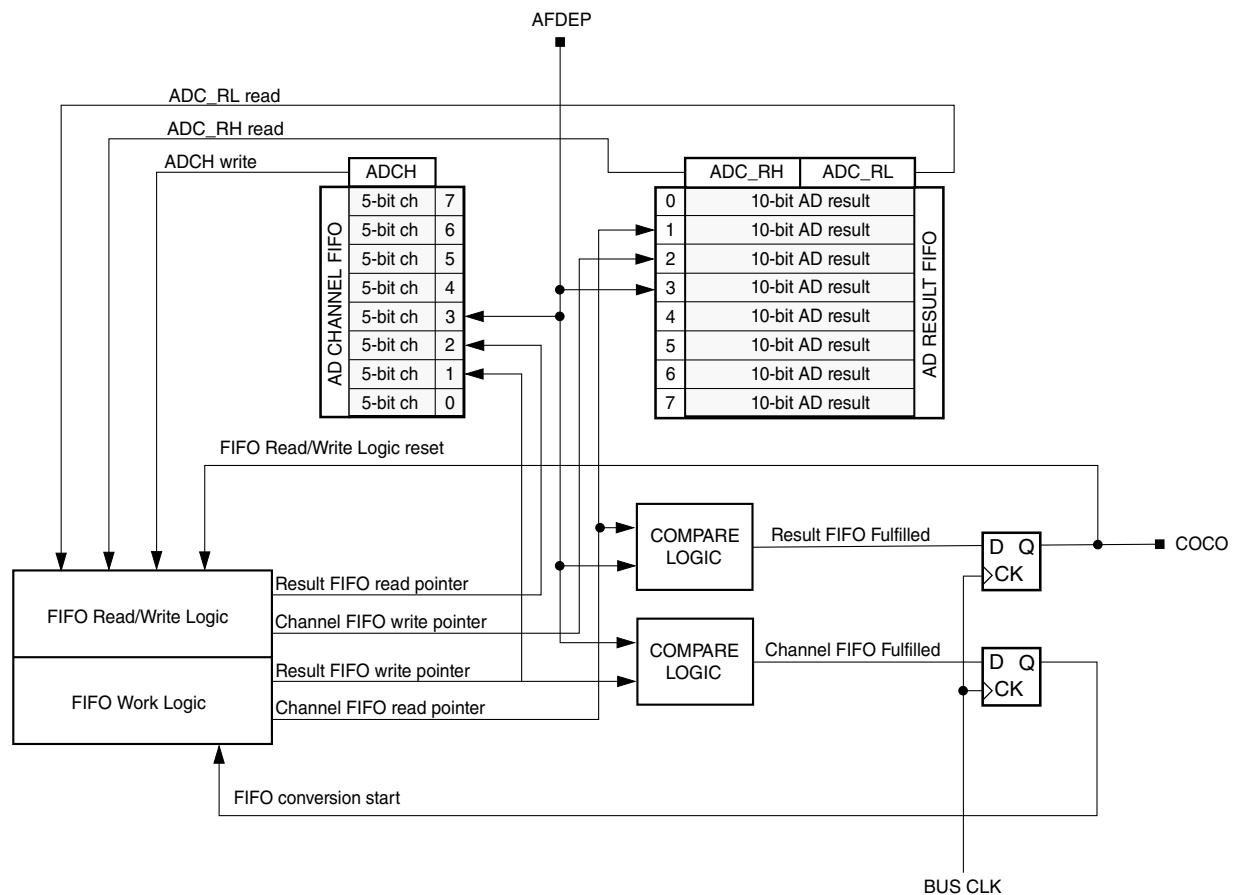 AFDEP
ADC_RL read
ADC_RH read
ADCH write
ADCH
ADC_RH ADC_RL
AD CHANNEL FIFO
5-bit ch 7
5-bit ch 6
5-bit ch 5
5-bit ch 4
5-bit ch 3
5-bit ch 2
5-bit ch 1
5-bit ch 0
0 10-bit AD result
1 10-bit AD result
2 10-bit AD result
3 10-bit AD result
4 10-bit AD result
5 10-bit AD result
6 10-bit AD result
7 10-bit AD result
AD RESULT FIFO
FIFO Read/Write Logic reset
COMPARE
LOGIC
Result FIFO Fulfilled
D Q
CK
COCO
FIFO Read/Write Logic
Result FIFO read pointer
Channel FIFO write pointer
COMPARE
LOGIC
Channel FIFO Fulfilled
D Q
CK
FIFO Work Logic
Result FIFO write pointer
Channel FIFO read pointer
FIFO conversion start
BUS CLK